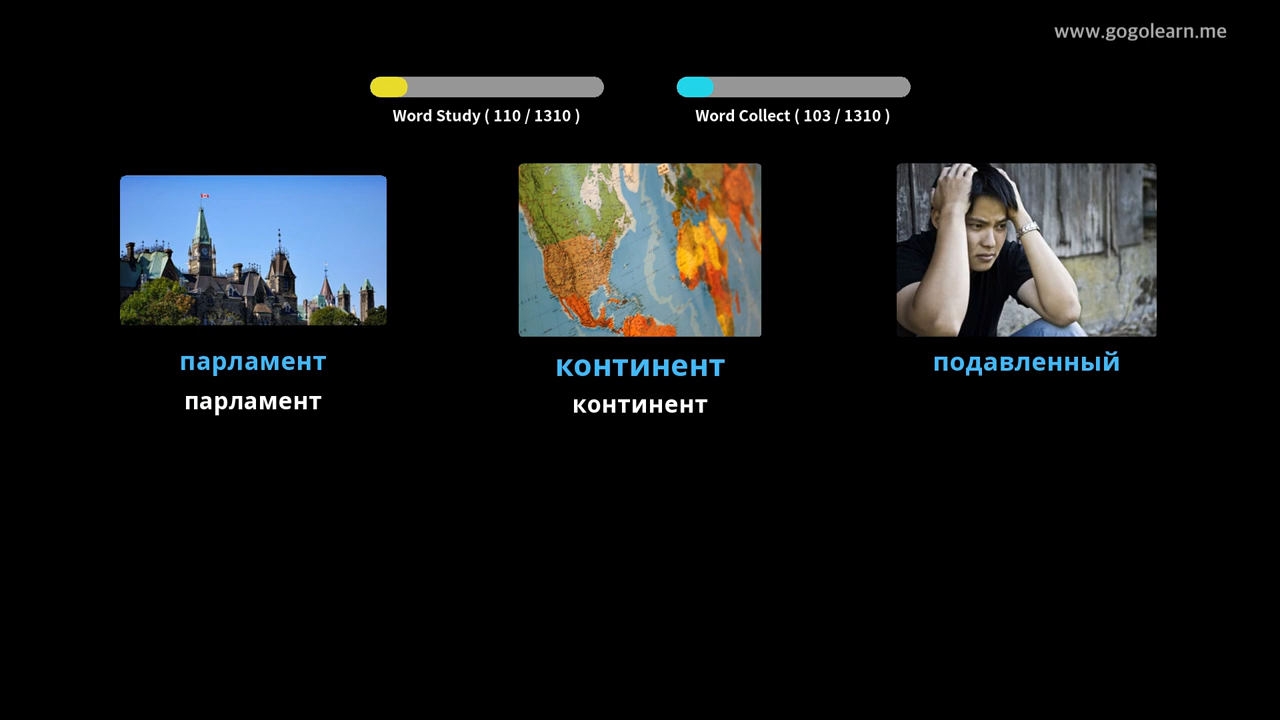 www.gogolearn.me
Word Study ( 110 / 1310 )
Word Collect ( 103 / 1310 )
парламент
парламент
континент
континент
подавленный